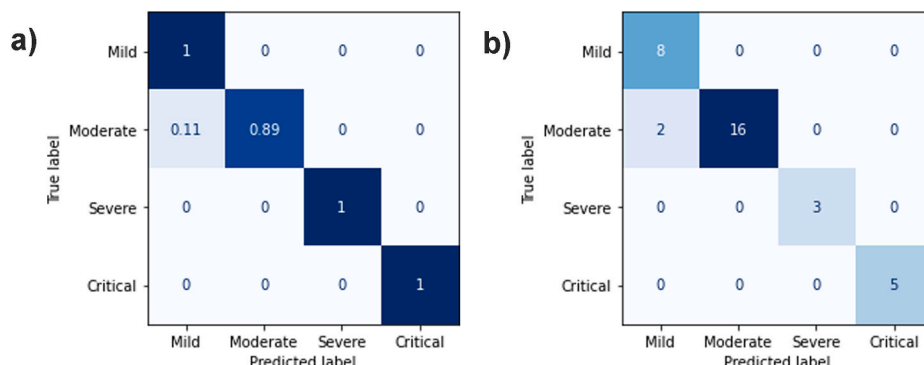 a)
True label
Mild 1 0 0 0
Moderate 0.11 0.89 0 0
Severe 0 0 1 0
Critical 0 0 0 1
Mild Moderate Severe Critical
Predicted label
b)
True label
Mild 8 0 0 0
Moderate 2 16 0 0
Severe 0 0 3 0
Critical 0 0 0 5
Mild Moderate Severe Critical
Predicted label